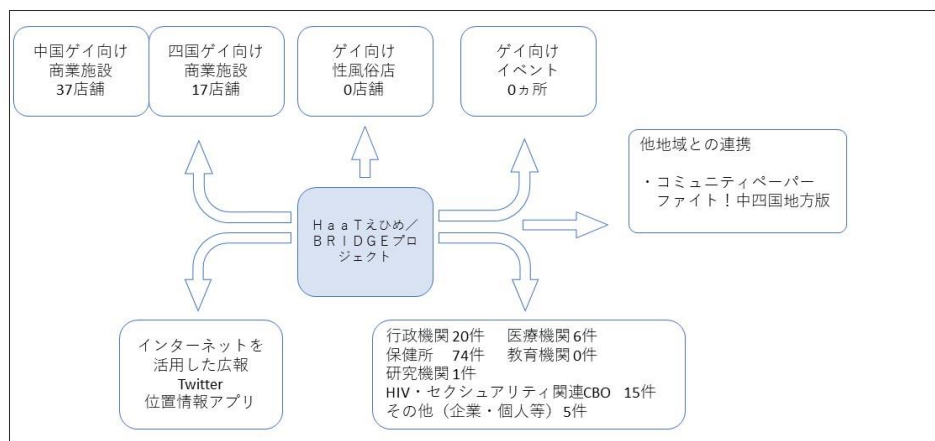 中国ゲイ向け
商業施設
37店舗
四国ゲイ向け
商業施設
17店舗
ゲイ向け
性風俗店
0店舗
ゲイ向け
イベント
0ヵ所
他地域との連携
・コミュニティペーパー
ファイト！中四国地方版
ＨａａＴえひめ／
ＢＲＩＤＧＥプロ
ジェクト
インターネットを
活用した広報
Twitter
位置情報アプリ
行政機関20件 医療機関6件
保健所 74件 教育機関0件
研究機関1件
HIV・セクシュアリティ関連CBO 15件
その他（企業・個人等）5件